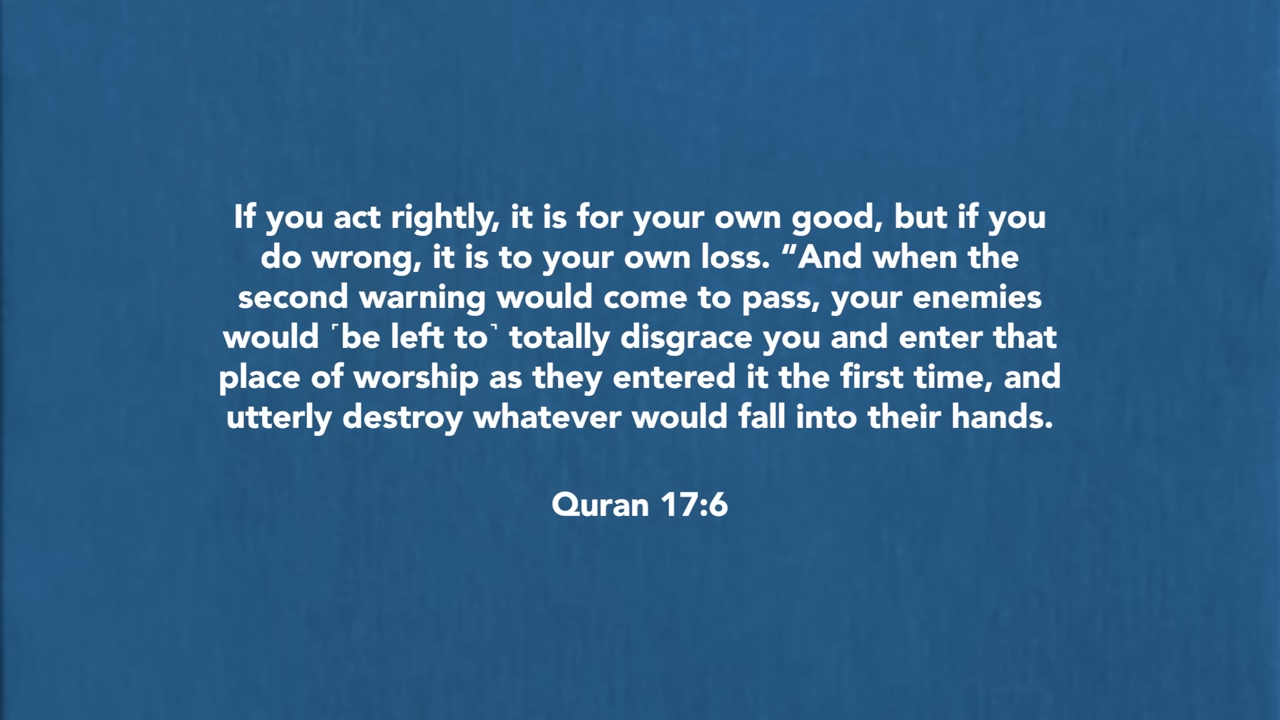 If you act rightly, it is for your own good, but if you
do wrong, it is to your own loss. “And when the
second warning would come to pass, your enemies
would ˹be left to˺ totally disgrace you and enter that
place of worship as they entered it the first time, and
utterly destroy whatever would fall into their hands.
Quran 17:6